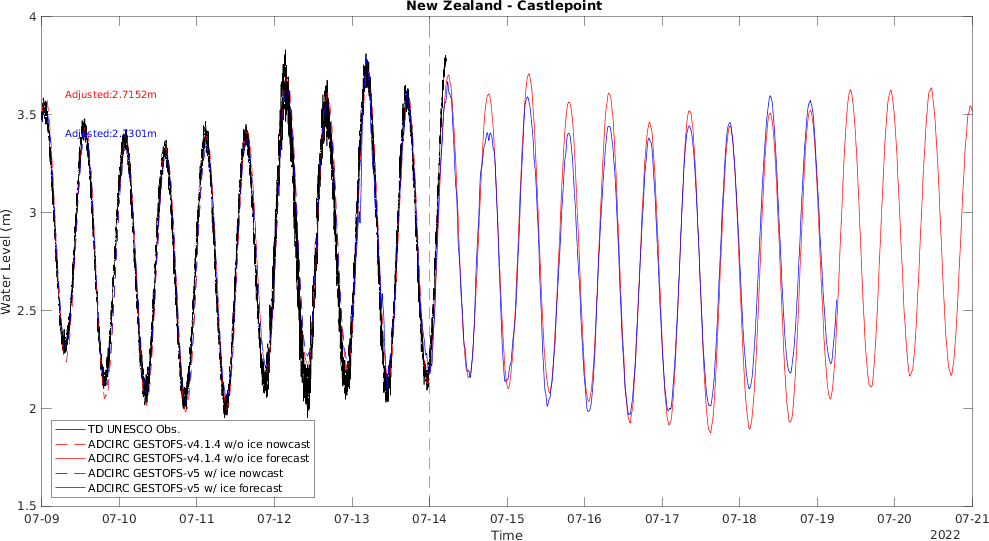 New Zealand - Castlepoint
4
3.5
3
2.5
2
1.5
Water Level (m)
Adjusted:2.7152m
TD UNESCO Obs.
ADCIRC GESTOFS-v4.1.4 w/o ice nowcast
ADCIRC GESTOFS-v4.1.4 w/o ice forecast
ADCIRC GESTOFS-v5 w/ ice nowcast
ADCIRC GESTOFS-v5 w/ ice forecast
07-09 07-10 07-11 07-12 07-13 07-14 07-15 07-16 07-17 07-18 07-19 07-20 07-21
Time
2022